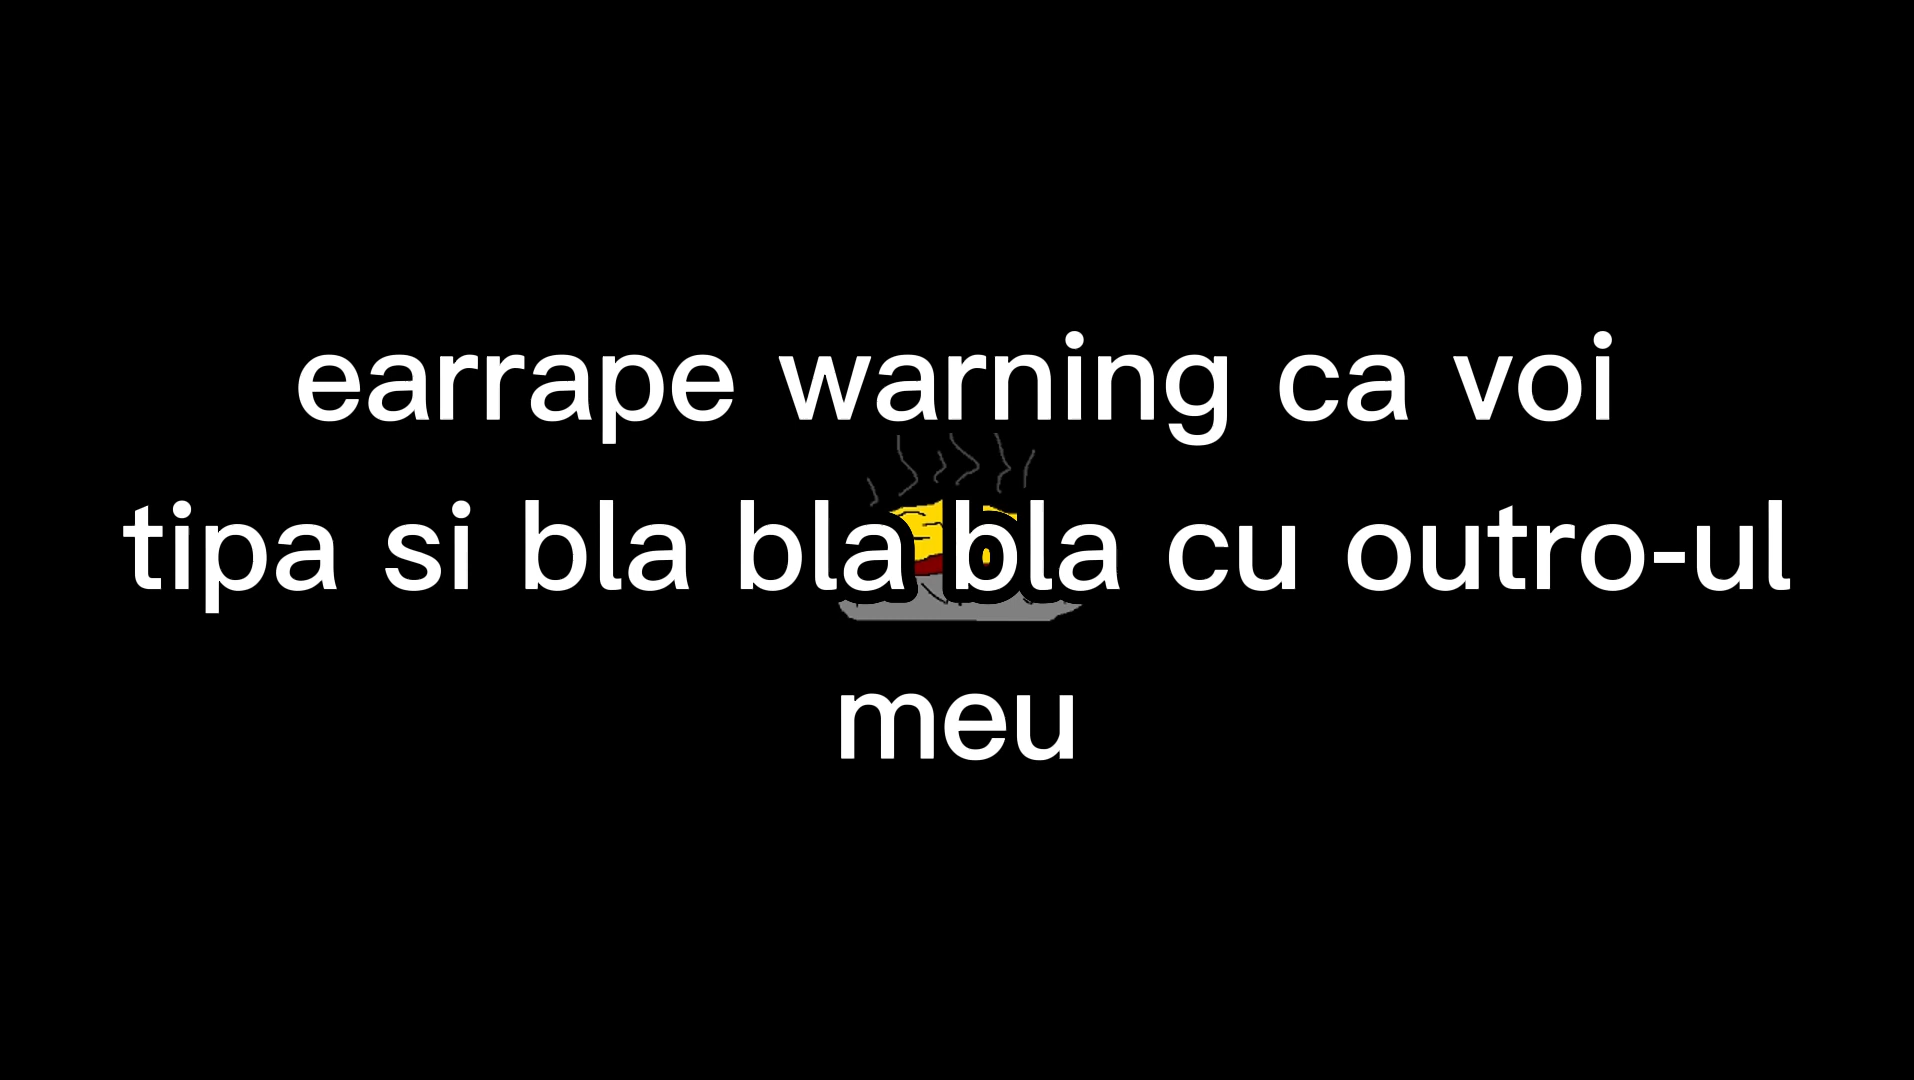 earrape warning ca voi
tipa si bla bla bla cu outro-ul
meu